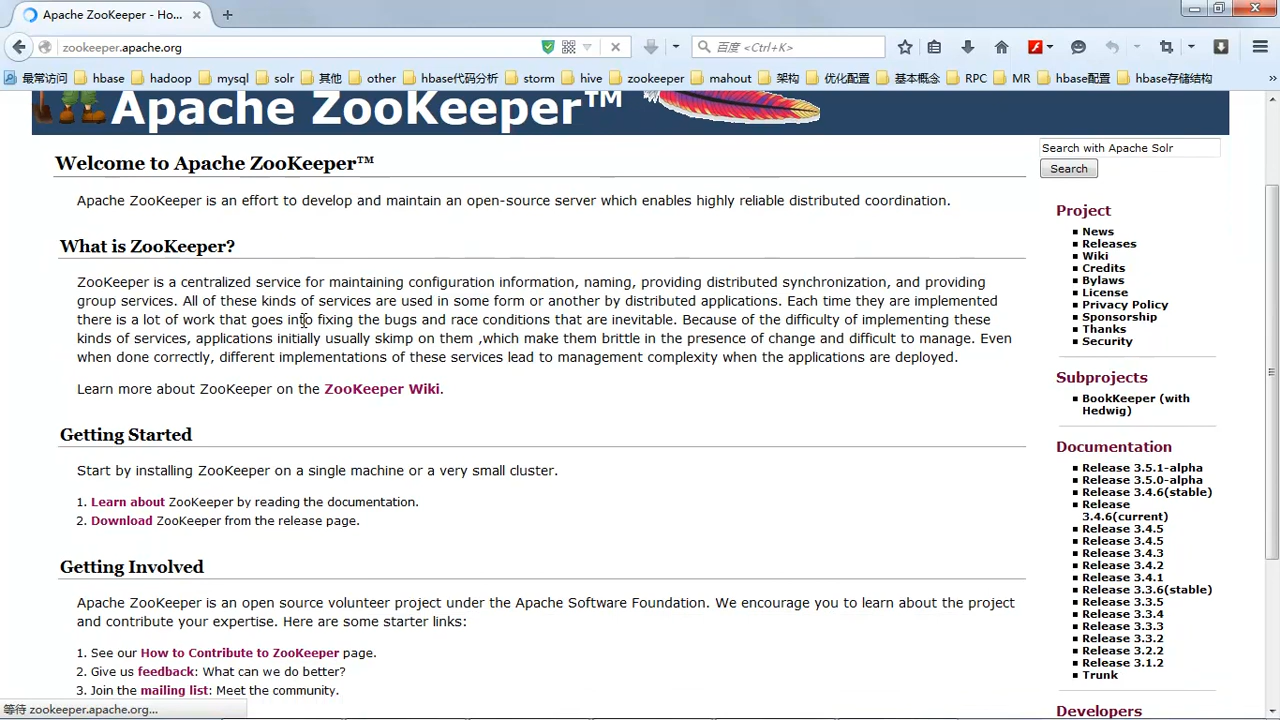 Apache ZooKeeper - Ho...
zookeeper.apache.org
百度 <Ctrl+K>
最常访问 hbase hadoop mysql solr 其他 other hbase代码分析 storm hive zookeeper mahout 架构 优化配置 基本概念 RPC MR hbase配置 hbase存储结构 »
Apache ZooKeeper™
Welcome to Apache ZooKeeper™
Apache ZooKeeper is an effort to develop and maintain an open-source server which enables highly reliable distributed coordination.
What is ZooKeeper?
ZooKeeper is a centralized service for maintaining configuration information, naming, providing distributed synchronization, and providing
group services. All of these kinds of services are used in some form or another by distributed applications. Each time they are implemented
there is a lot of work that goes into fixing the bugs and race conditions that are inevitable. Because of the difficulty of implementing these
kinds of services, applications initially usually skimp on them ,which make them brittle in the presence of change and difficult to manage. Even
when done correctly, different implementations of these services lead to management complexity when the applications are deployed.
Learn more about ZooKeeper on the ZooKeeper Wiki.
Getting Started
Start by installing ZooKeeper on a single machine or a very small cluster.
1. Learn about ZooKeeper by reading the documentation.
2. Download ZooKeeper from the release page.
Getting Involved
Apache ZooKeeper is an open source volunteer project under the Apache Software Foundation. We encourage you to learn about the project
and contribute your expertise. Here are some starter links:
1. See our How to Contribute to ZooKeeper page.
2. Give us feedback: What can we do better?
3. Join the mailing list: Meet the community.
Search with Apache Solr
Search
Project
News
Releases
Wiki
Credits
Bylaws
License
Privacy Policy
Sponsorship
Thanks
Security
Subprojects
BookKeeper (with
Hedwig)
Documentation
Release 3.5.1-alpha
Release 3.5.0-alpha
Release 3.4.6(stable)
Release
3.4.6(current)
Release 3.4.5
Release 3.4.5
Release 3.4.3
Release 3.4.2
Release 3.4.1
Release 3.3.6(stable)
Release 3.3.5
Release 3.3.4
Release 3.3.3
Release 3.3.2
Release 3.2.2
Release 3.1.2
Trunk
Developers
等待 zookeeper.apache.org...